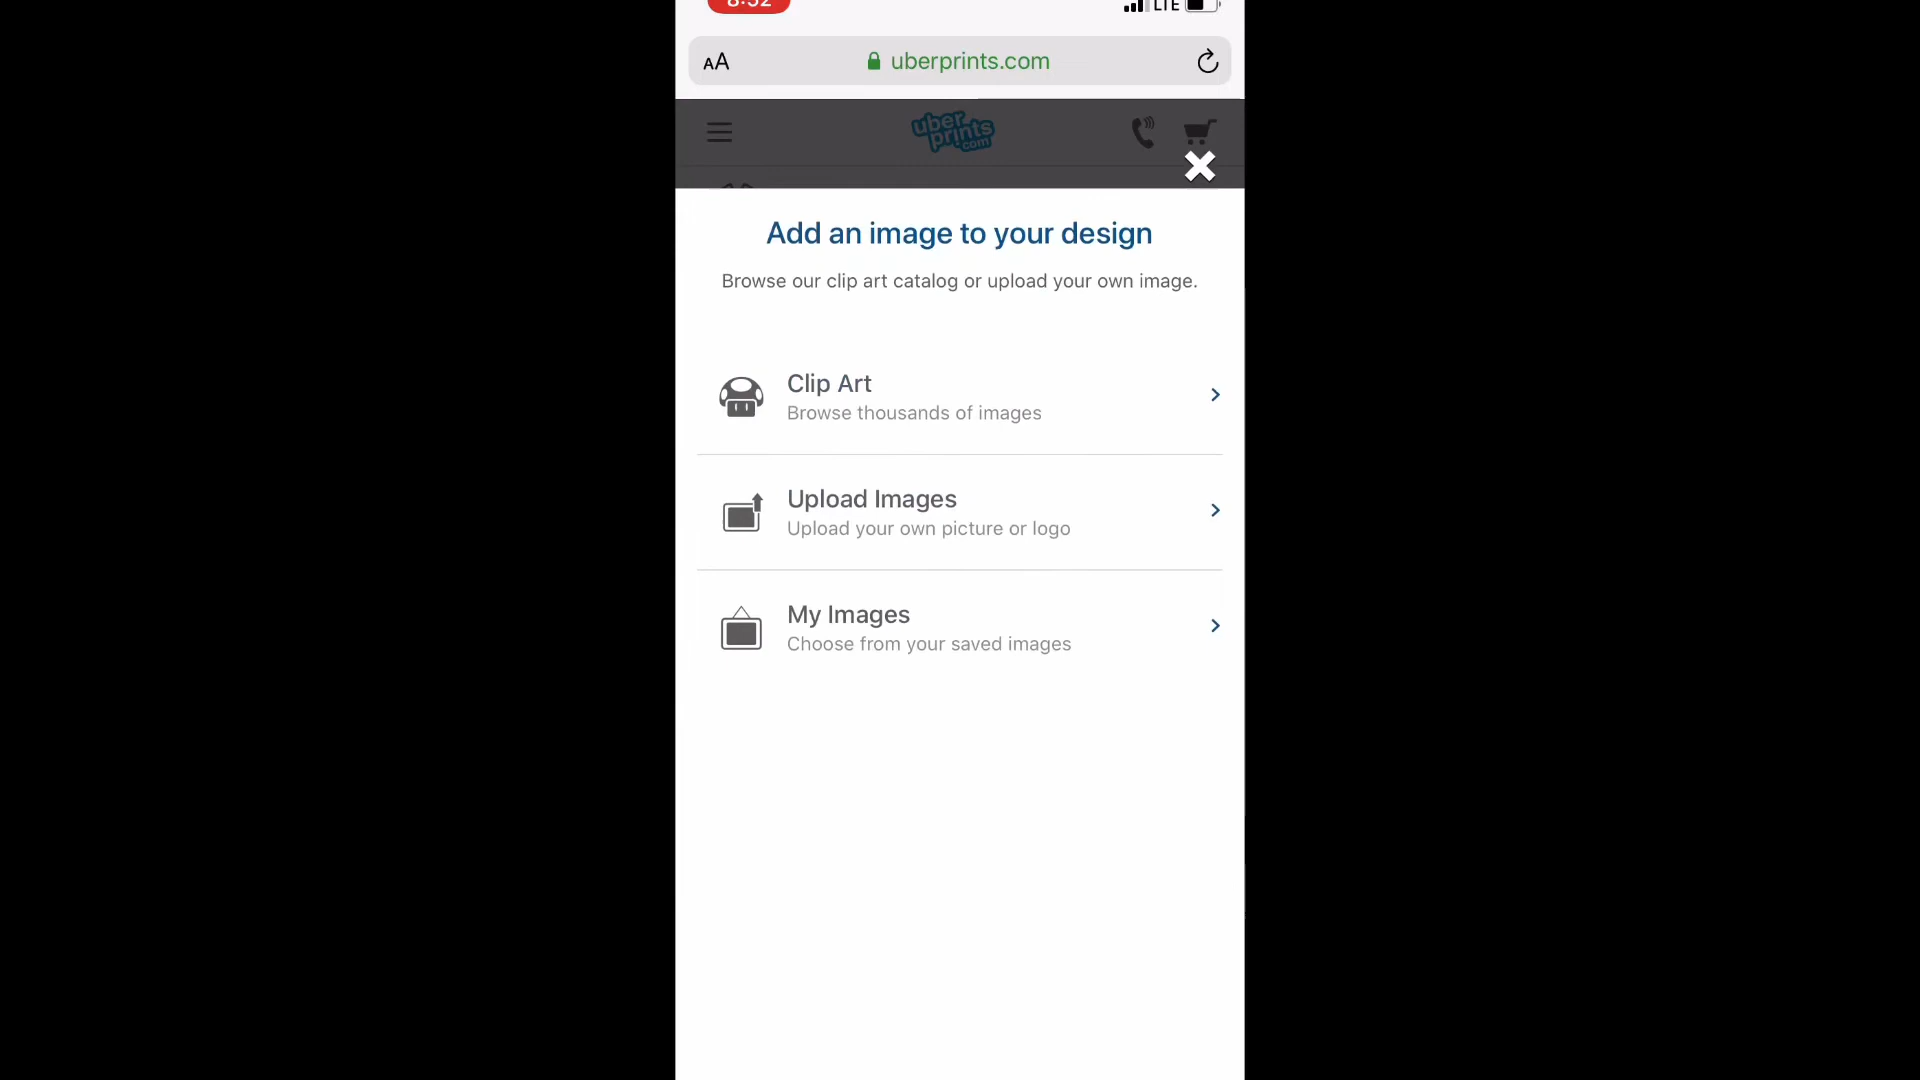 8:52
LTE
AA
uberprints.com
uber
prints
.com
Add an image to your design
Browse our clip art catalog or upload your own image.
Clip Art
Browse thousands of images
Upload Images
Upload your own picture or logo
My Images
Choose from your saved images